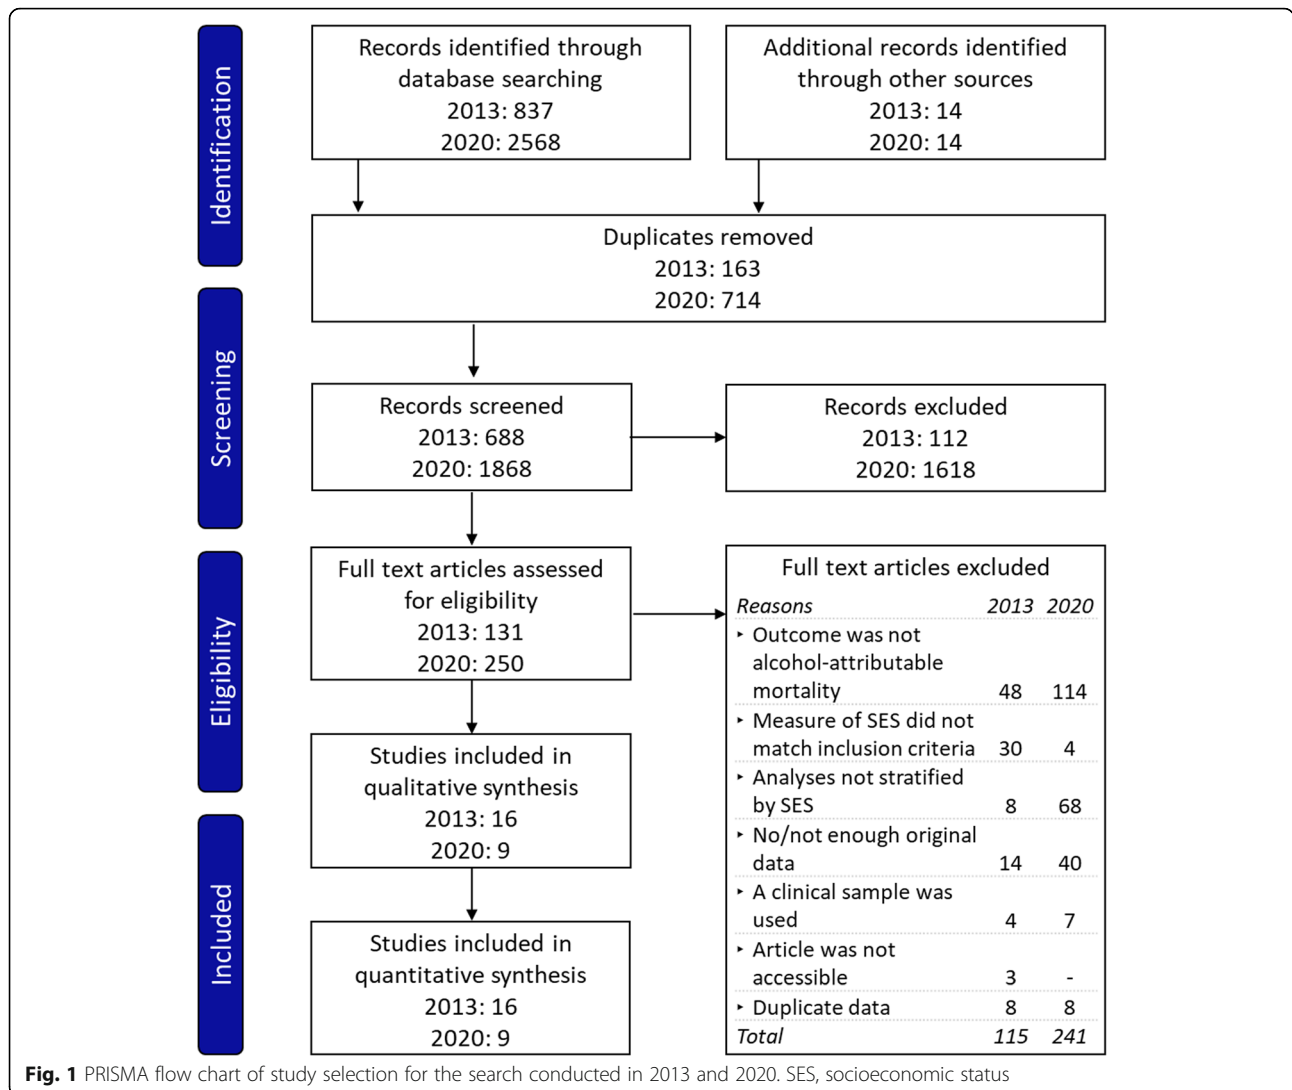 Identification
Records identified through
database searching
2013: 837
2020: 2568
Additional records identified
through other sources
2013: 14
2020: 14
Duplicates removed
2013: 163
2020: 714
Screening
Records screened
2013: 688
2020: 1868
Records excluded
2013: 112
2020: 1618
Eligibility
Full text articles assessed
for eligibility
2013: 131
2020: 250
Full text articles excluded
Reasons 2013 2020
‣ Outcome was not
alcohol-attributable
mortality 48 114
‣ Measure of SES did not
match inclusion criteria 30 4
‣ Analyses not stratified
by SES 8 68
‣ No/not enough original
data 14 40
‣ A clinical sample was
used 4 7
‣ Article was not
accessible 3 -
‣ Duplicate data 8 8
Total 115 241
Studies included in
qualitative synthesis
2013: 16
2020: 9
Included
Studies included in
quantitative synthesis
2013: 16
2020: 9
Fig. 1 PRISMA flow chart of study selection for the search conducted in 2013 and 2020. SES, socioeconomic status